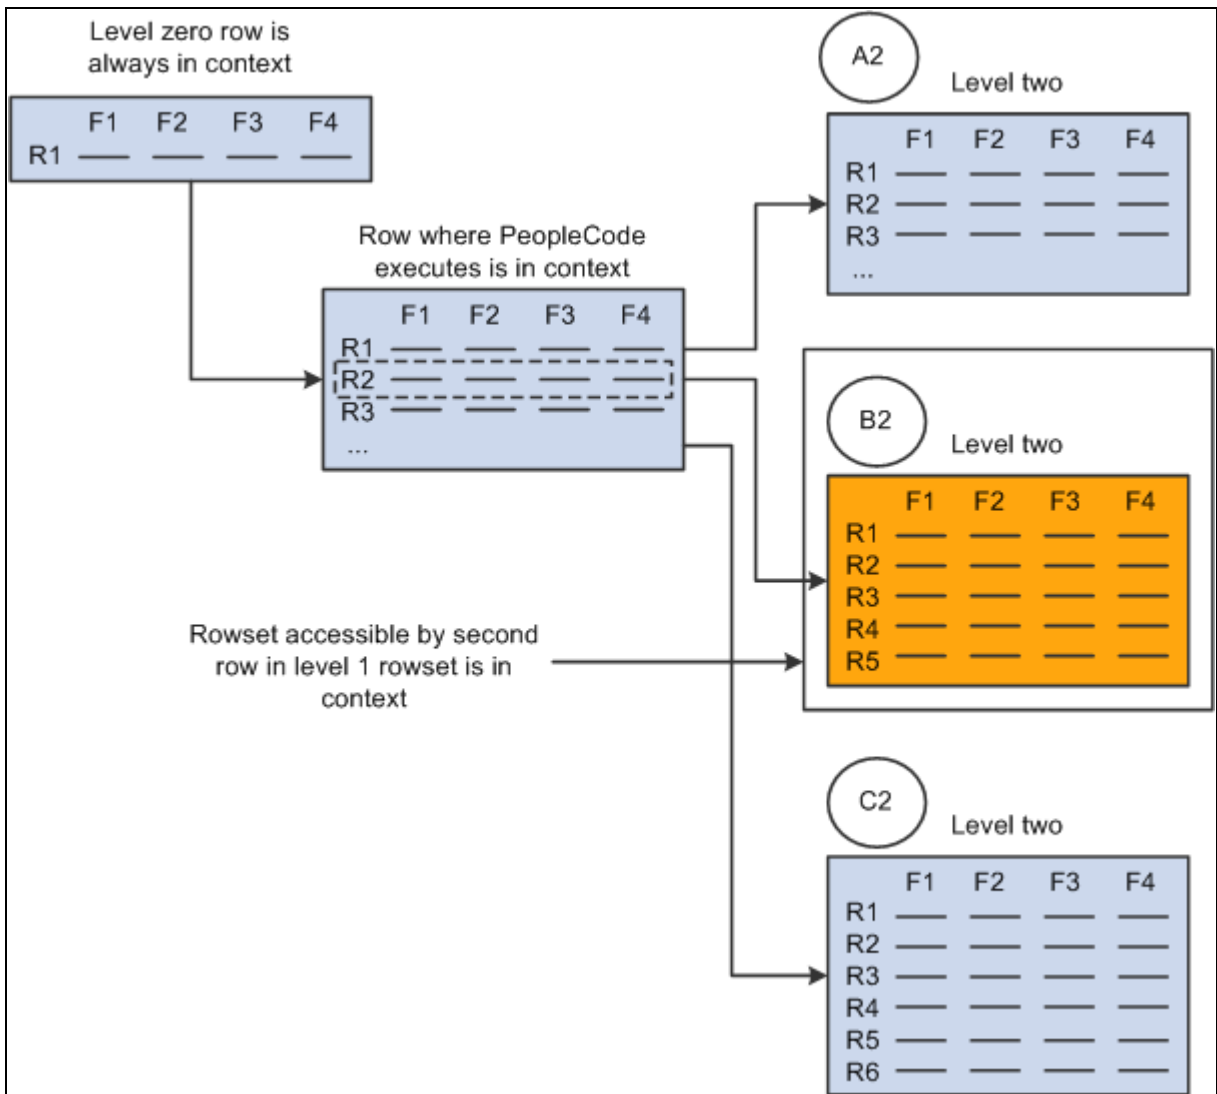 Level zero row is
always in context
F1 F2 F3 F4
R1
Row where PeopleCode
executes is in context
F1 F2 F3 F4
R1
R2
R3
...
A2
Level two
F1 F2 F3 F4
R1
R2
R3
...
B2
Level two
F1 F2 F3 F4
R1
R2
R3
R4
R5
Rowset accessible by second
row in level 1 rowset is in
context
C2
Level two
F1 F2 F3 F4
R1
R2
R3
R4
R5
R6